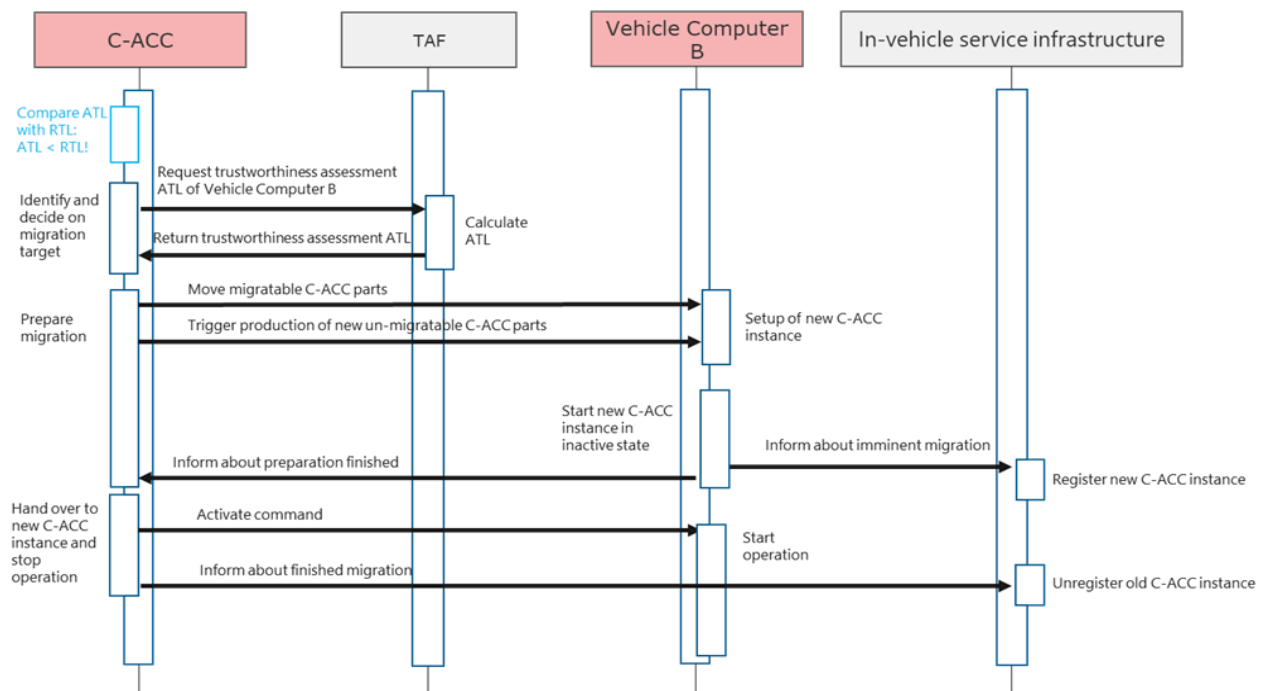 C-ACC
TAF
Vehicle Computer
B
In-vehicle service infrastructure
Compare ATL
with RTL:
ATL < RTL!
Request trustworthiness assessment
ATL of Vehicle Computer B
Identify and
decide on
migration
target
Calculate
ATL
Return trustworthiness assessment ATL
Move migratable C-ACC parts
Prepare
migration
Trigger production of new un-migratable C-ACC parts
Setup of new C-ACC
instance
Start new C-ACC
instance in
inactive state
Inform about imminent migration
Inform about preparation finished
Register new C-ACC instance
Hand over to
new C-ACC
instance and
stop
operation
Activate command
Start
operation
Inform about finished migration
Unregister old C-ACC instance